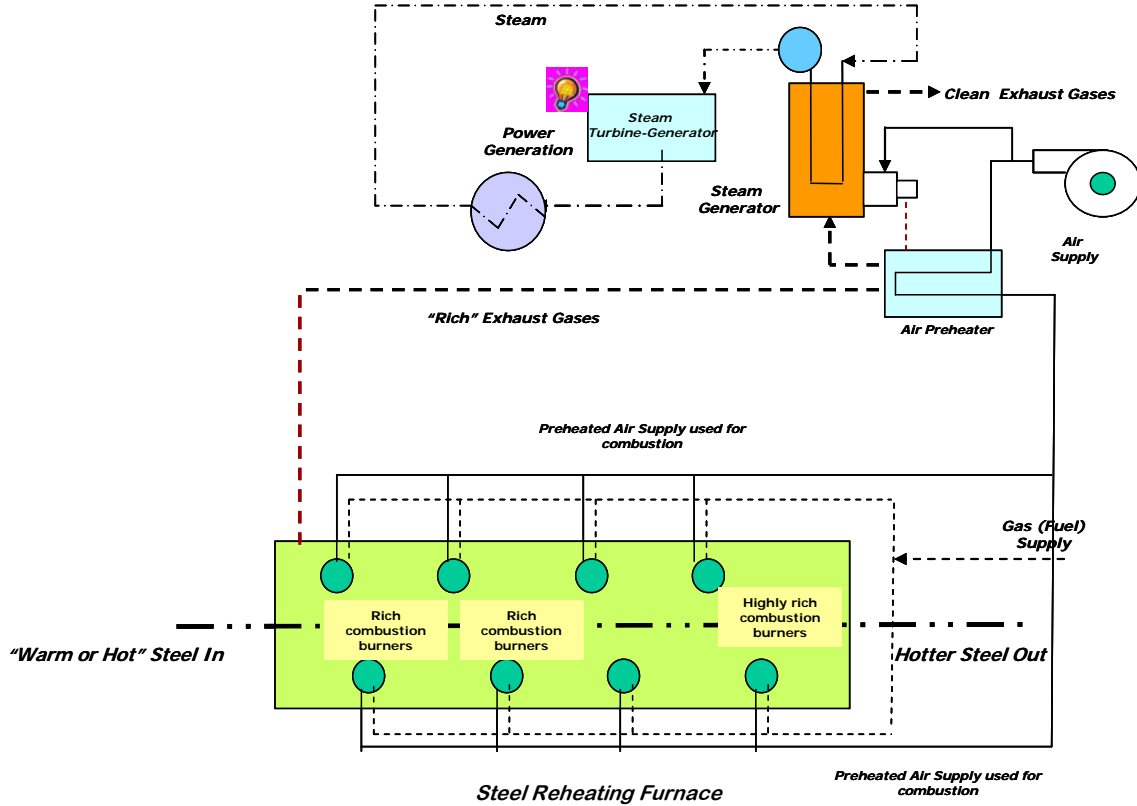 Steam
Clean  Exhaust Gases
Steam
Turbine-Generator
Power
Generation
Steam
Generator
Air
Supply
“Rich” Exhaust Gases
Air Preheater
Preheated Air Supply used for
combustion
Gas (Fuel)
Supply
Rich
combustion
burners
Rich
combustion
burners
Highly rich
combustion
burners
“Warm or Hot” Steel In
Hotter Steel Out
Preheated Air Supply used for
combustion
Steel Reheating Furnace